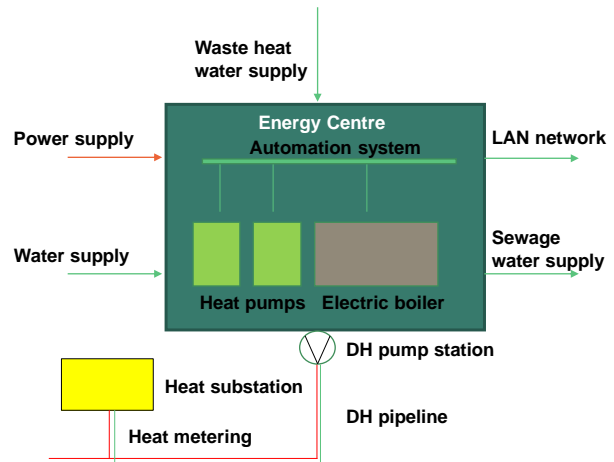 Waste heat
water supply
Energy Centre
Power supply
Automation system
LAN network
Water supply
Sewage
water supply
Heat pumps
Electric boiler
DH pump station
Heat substation
DH pipeline
Heat metering